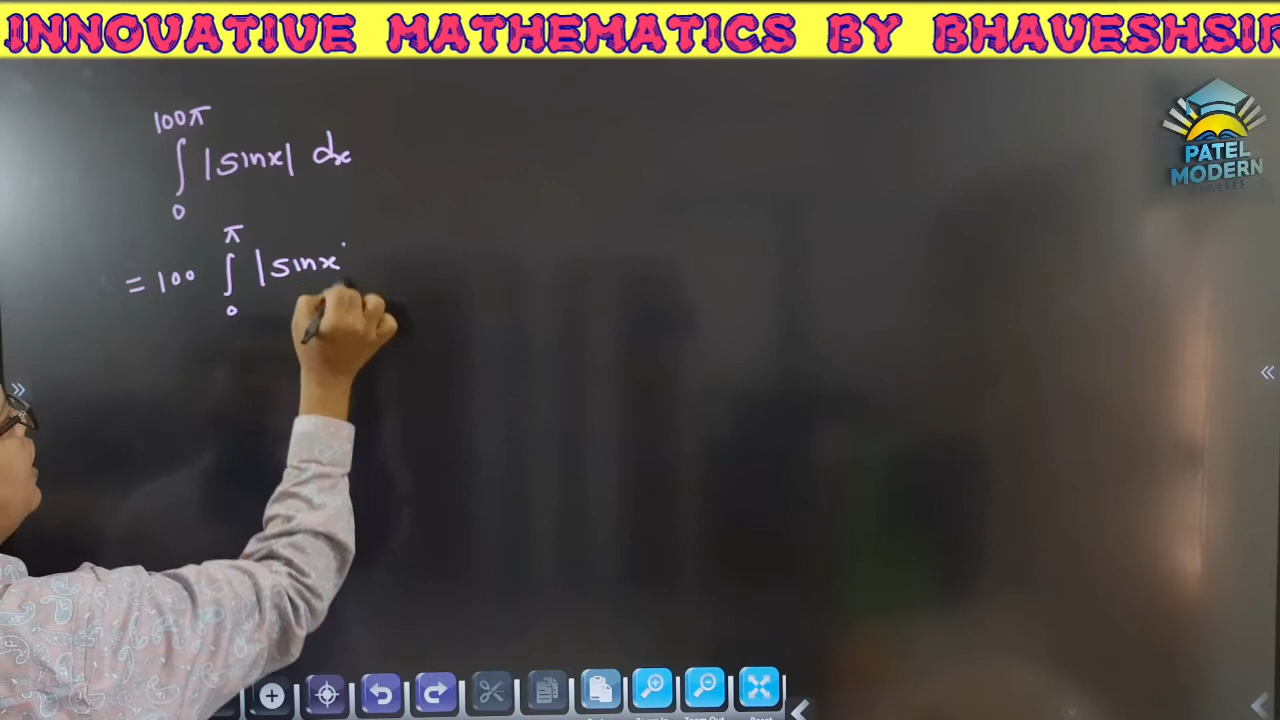 INNOVATIVE MATHEMATICS BY BHAVESHSIR
PATEL
MODERN
100π
∫ |sinx| dx
0
π
= 100 ∫ |sinx
0